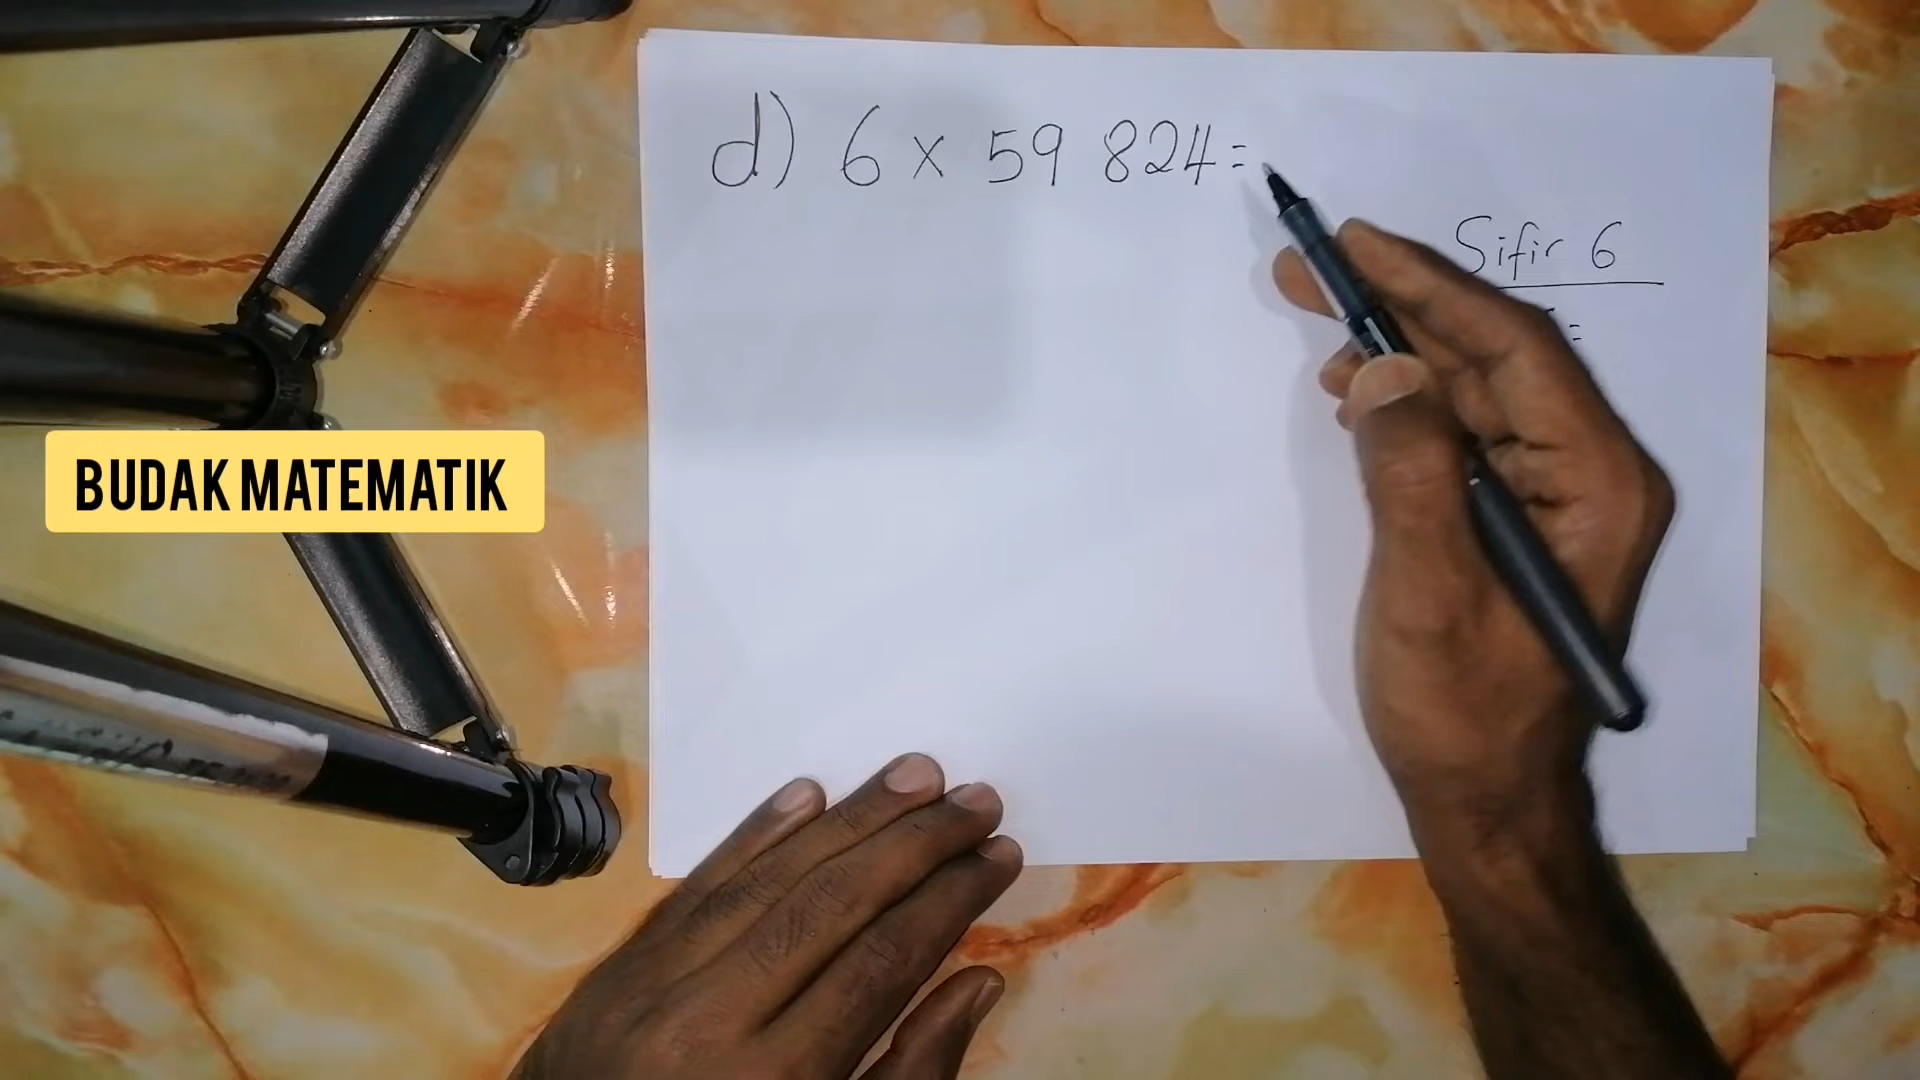 d) 6 x 59 824=
Sifir 6
=
BUDAK MATEMATIK